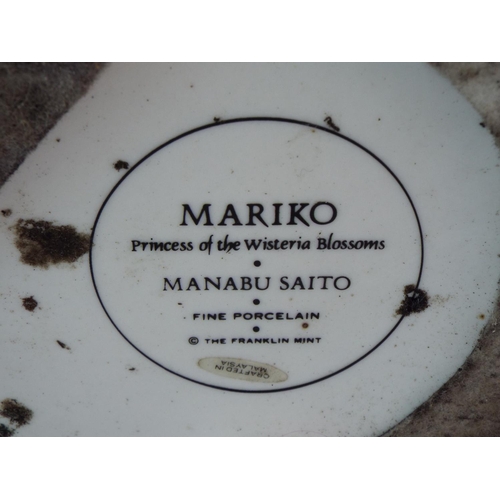 MARIKO
Princess of the Wisteria Blossoms
•
MANABU SAITO
•
FINE PORCELAIN
•
© THE FRANKLIN MINT
CRAFTED IN
MALAYSIA